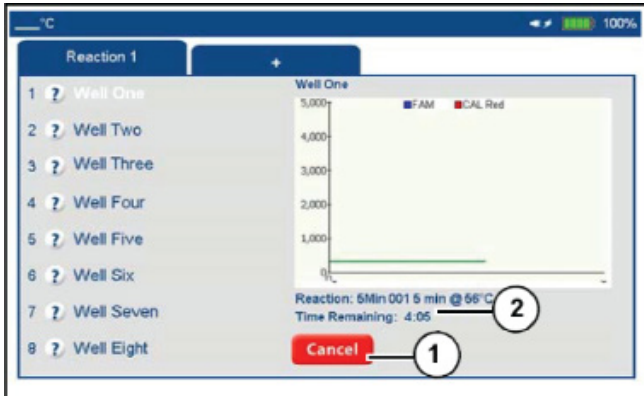 ___°C 100%
Reaction 1 +
1 ? Well One
2 ? Well Two
3 ? Well Three
4 ? Well Four
5 ? Well Five
6 ? Well Six
7 ? Well Seven
8 ? Well Eight
Well One
FAM CAL Red
5,000
4,000
3,000
2,000
1,000
0
Reaction: 5Min 001 5 min @ 56°C
Time Remaining: 4:05
2
Cancel
1